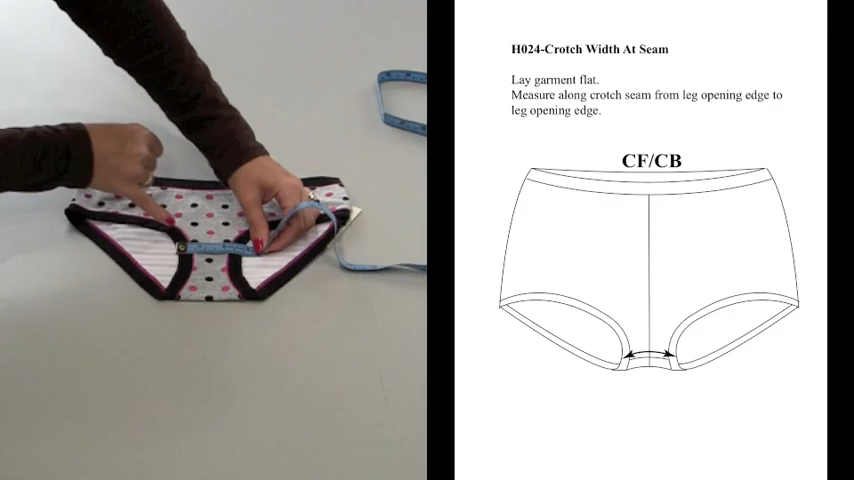 H024-Crotch Width At Seam
Lay garment flat.
Measure along crotch seam from leg opening edge to
leg opening edge.
CF/CB